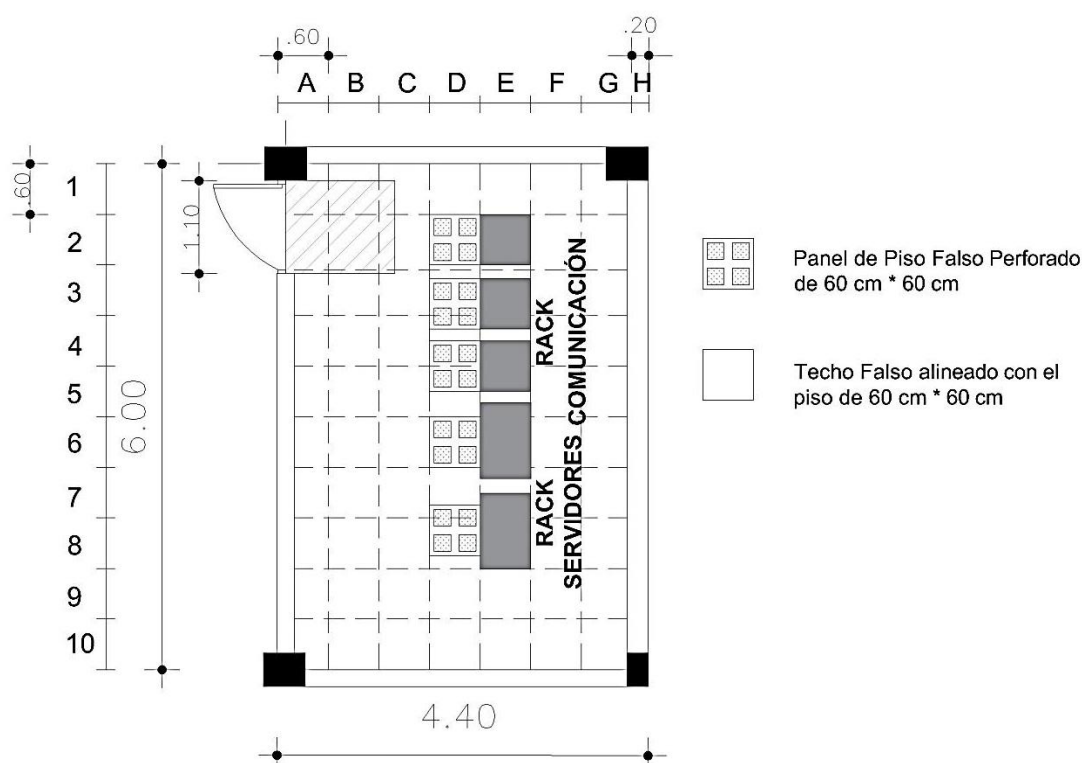 .60
.20
A B C D E F G H
.60
1.10
6.00
1
2
3
4
5
6
7
8
9
10
RACK
COMUNICACIÓN
RACK
SERVIDORES
4.40
Panel de Piso Falso Perforado
de 60 cm * 60 cm
Techo Falso alineado con el
piso de 60 cm * 60 cm